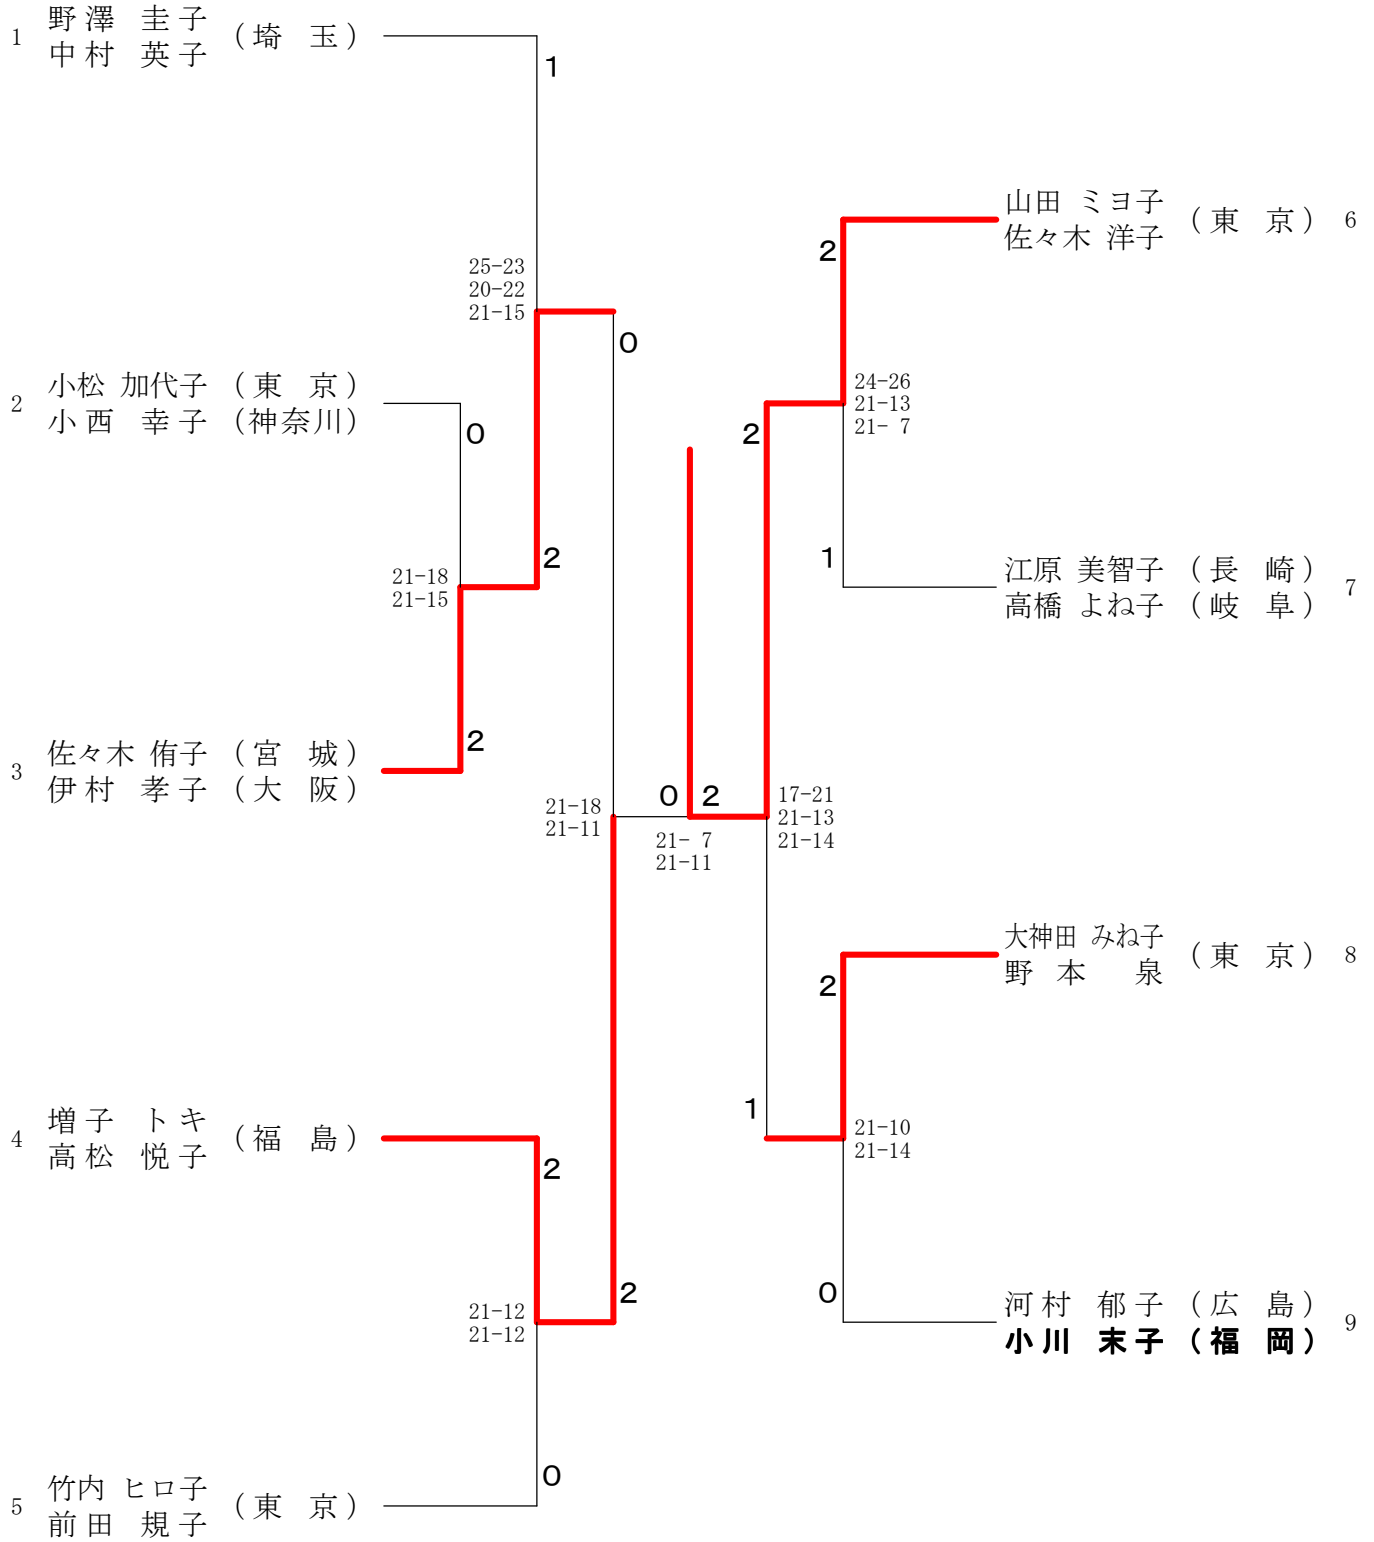 1 野澤 圭子 (埼 玉)
中村 英子
1
25-23
20-22
21-15
0
2 小松 加代子 (東 京)
小西 幸子 (神奈川)
0
21-18
21-15
2
3 佐々木 侑子 (宮 城)
伊村 孝子 (大 阪)
2
21-18
21-11
0 2
21- 7
21-11
4 増子 トキ (福 島)
高松 悦子
2
21-12
21-12
2
5 竹内 ヒロ子 (東 京)
前田 規子
0
山田 ミヨ子 (東 京) 6
佐々木 洋子
2
24-26
21-13
21- 7
2
1
江原 美智子 (長 崎) 7
高橋 よね子 (岐 阜)
17-21
21-13
21-14
大神田 みね子 (東 京) 8
野本 泉
2
1
21-10
21-14
0
河村 郁子 (広 島) 9
小川 末子 (福 岡)